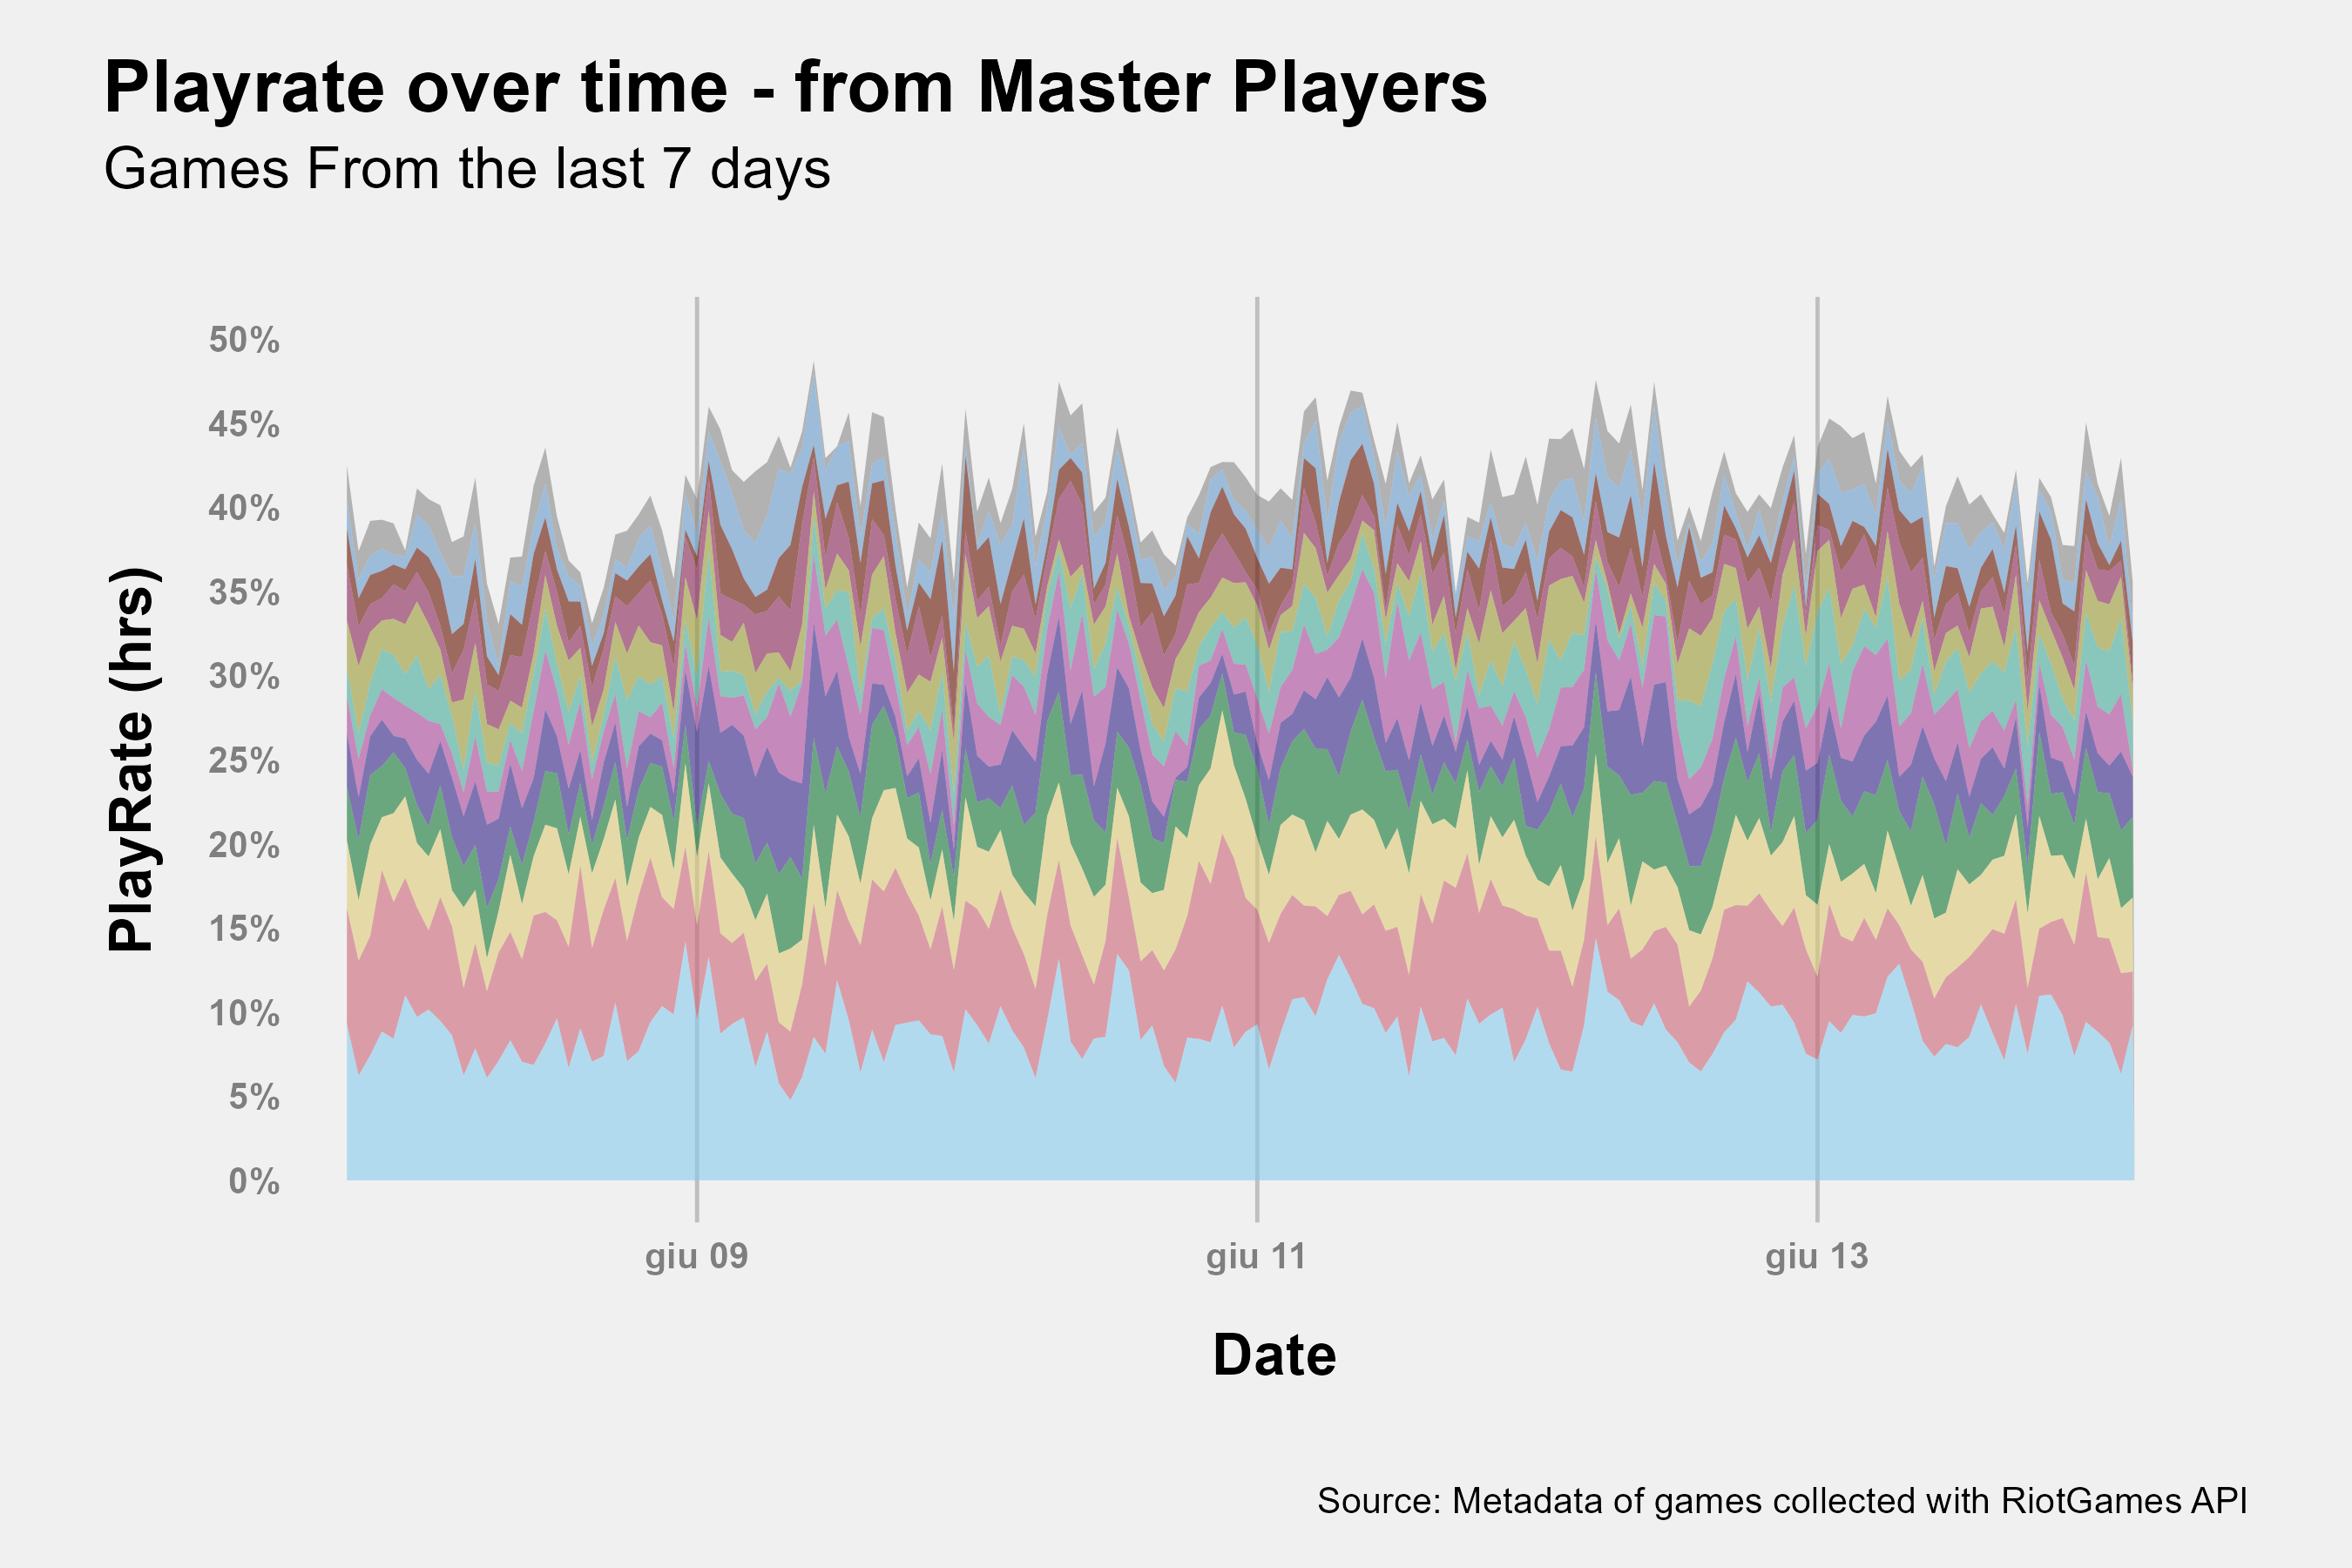 Playrate over time - from Master Players
Games From the last 7 days
PlayRate (hrs)
50%
45%
40%
35%
30%
25%
20%
15%
10%
5%
0%
giu 09 giu 11 giu 13
Date
Source: Metadata of games collected with RiotGames API